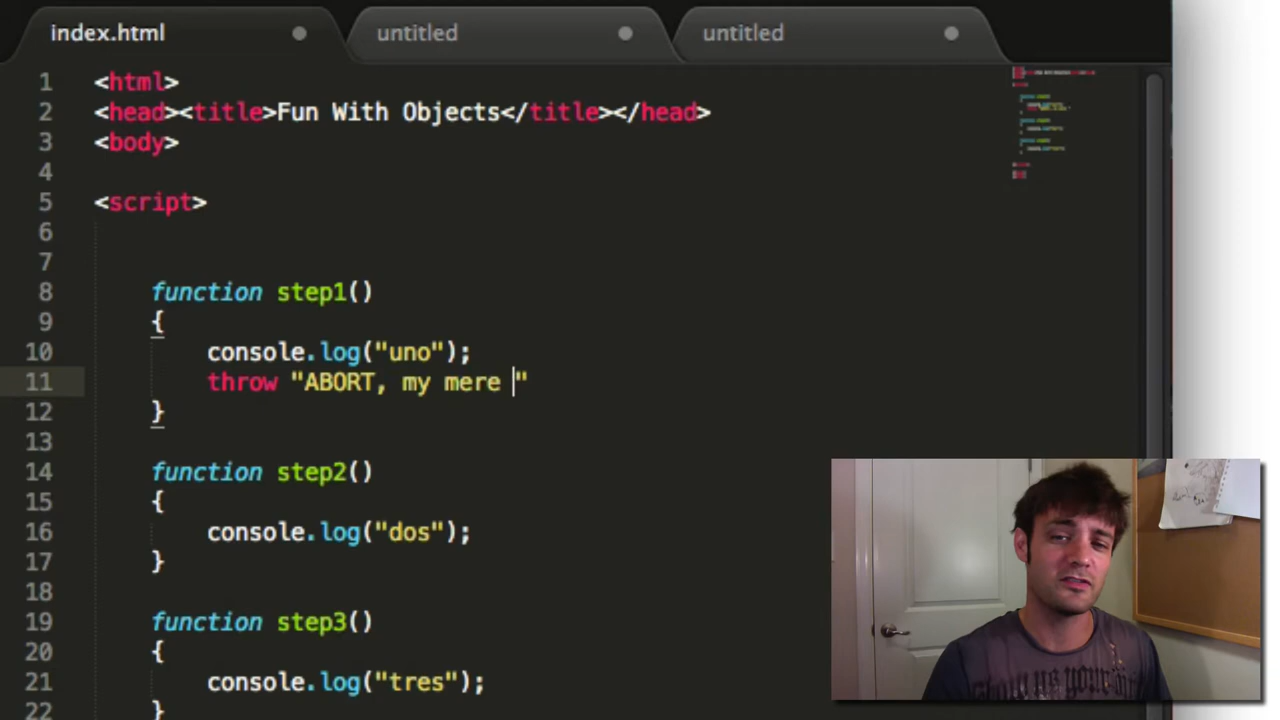 index.html untitled untitled
1 <html>
2 <head><title>Fun With Objects</title></head>
3 <body>
4
5 <script>
6
7
8 function step1()
9 {
10 console.log("uno");
11 throw "ABORT, my mere "
12 }
13
14 function step2()
15 {
16 console.log("dos");
17 }
18
19 function step3()
20 {
21 console.log("tres");
22 }